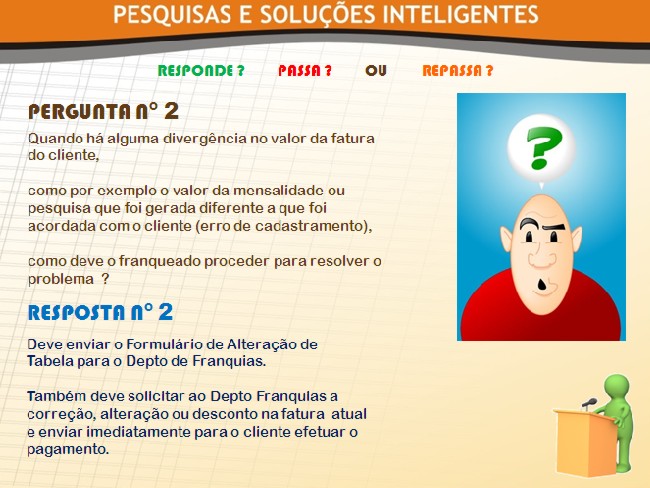 PESQUISAS E SOLUÇÕES INTELIGENTES
RESPONDE ? PASSA ? OU REPASSA ?
PERGUNTA N° 2
Quando há alguma divergência no valor da fatura
do cliente,
como por exemplo o valor da mensalidade ou
pesquisa que foi gerada diferente a que foi
acordada com o cliente (erro de cadastramento),
como deve o franqueado proceder para resolver o
problema ?
RESPOSTA N° 2
Deve enviar o Formulário de Alteração de
Tabela para o Depto de Franquias.
Também deve solicitar ao Depto Franquias a
correção, alteração ou desconto na fatura atual
e enviar imediatamente para o cliente efetuar o
pagamento.
?